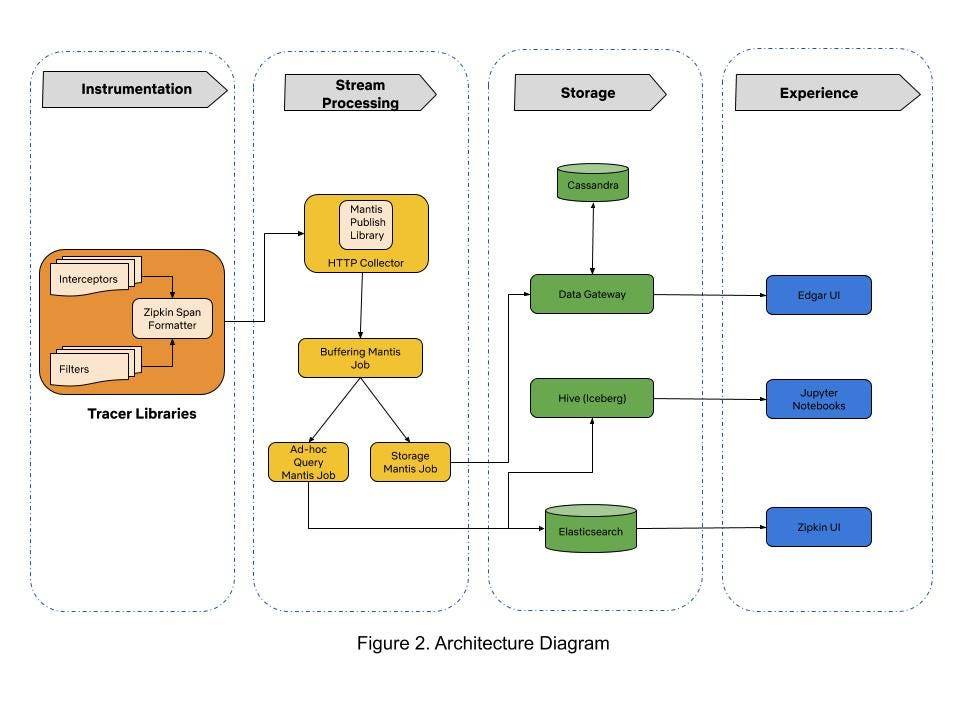 Instrumentation
Stream
Processing
Storage
Experience
Cassandra
Mantis
Publish
Library
HTTP Collector
Interceptors
Zipkin Span
Formatter
Filters
Tracer Libraries
Data Gateway
Edgar UI
Buffering Mantis
Job
Hive (Iceberg)
Jupyter
Notebooks
Ad-hoc
Query
Mantis Job
Storage
Mantis Job
Elasticsearch
Zipkin UI
Figure 2. Architecture Diagram